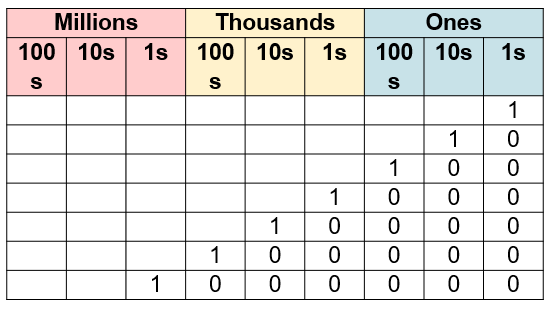 Millions Thousands Ones
100s 10s 1s 100s 10s 1s 100s 10s 1s
1
1 0
1 0 0
1 0 0 0
1 0 0 0 0
1 0 0 0 0 0
1 0 0 0 0 0 0